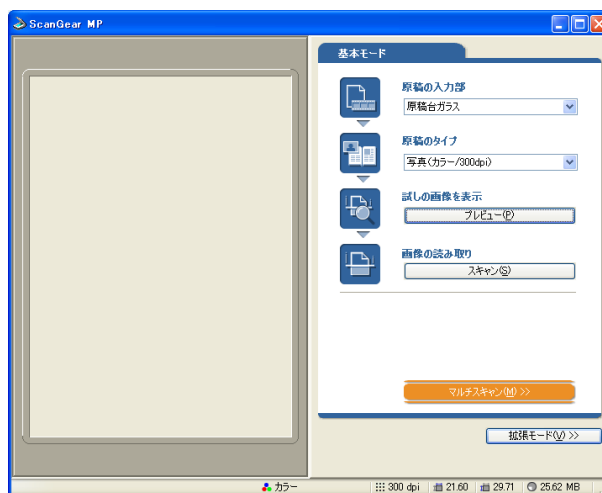 ScanGear MP
基本モード
原稿の入力部
原稿台ガラス
原稿のタイプ
写真(カラー/300dpi)
試しの画像を表示
プレビュー(P)
画像の読み取り
スキャン(S)
マルチスキャン(M) >>
拡張モード(V) >>
カラー 300 dpi 21.60 29.71 25.62 MB